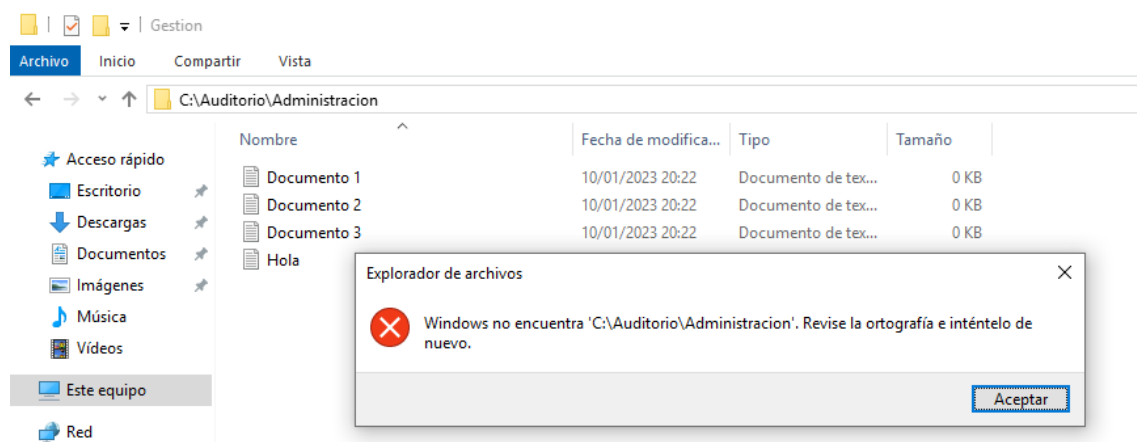 Gestion
Archivo Inicio Compartir Vista
C:\Auditorio\Administracion
Nombre Fecha de modifica... Tipo Tamaño
Acceso rápido
Escritorio
Descargas
Documentos
Imágenes
Música
Vídeos
Este equipo
Red
Documento 1 10/01/2023 20:22 Documento de tex... 0 KB
Documento 2 10/01/2023 20:22 Documento de tex... 0 KB
Documento 3 10/01/2023 20:22 Documento de tex... 0 KB
Hola
Explorador de archivos
Windows no encuentra 'C:\Auditorio\Administracion'. Revise la ortografía e inténtelo de
nuevo.
Aceptar